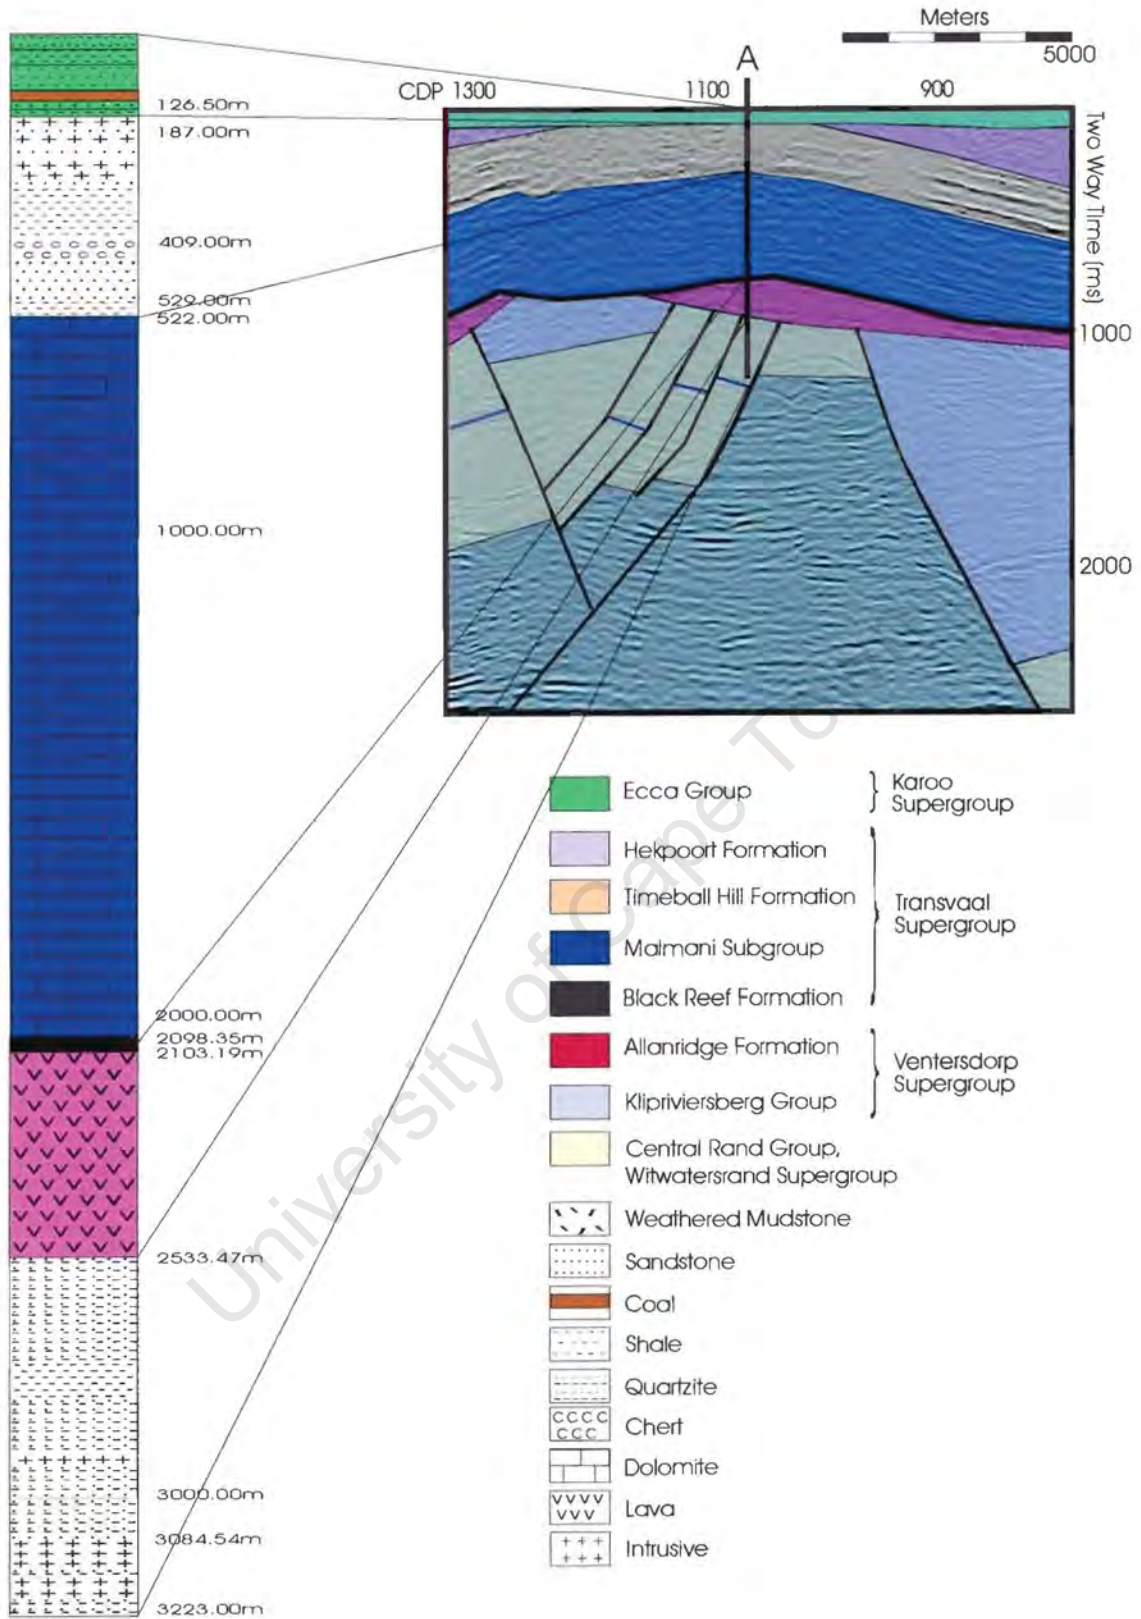 Meters
5000
A
CDP 1300
1100
900
Two Way Time (ms)
1000
2000
126.50m
187.00m
409.00m
529.00m
522.00m
1000.00m
2000.00m
2098.35m
2103.19m
2533.47m
3000.00m
3084.54m
3223.00m
Ecca Group
Karoo
Supergroup
Hekpoort Formation
Timeball Hill Formation
Malmani Subgroup
Black Reef Formation
Transvaal
Supergroup
Allanridge Formation
Klipriviersberg Group
Ventersdorp
Supergroup
Central Rand Group,
Witwatersrand Supergroup
Weathered Mudstone
Sandstone
Coal
Shale
Quartzite
Chert
Dolomite
Lava
Intrusive
University of Cape To